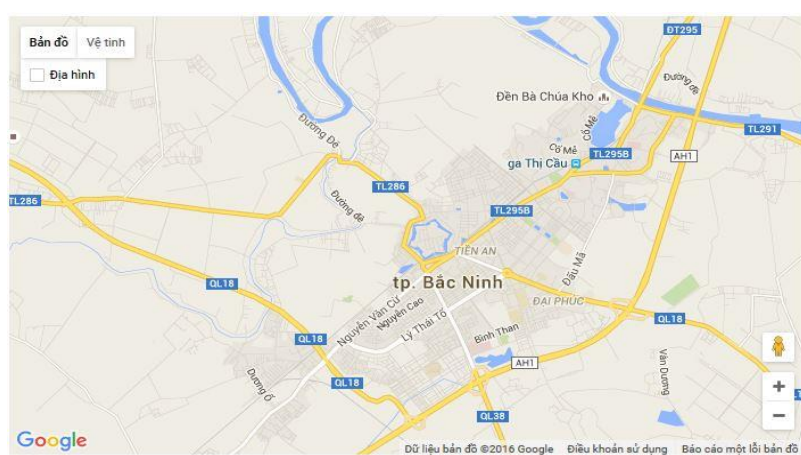 Bản đồ Vệ tinh
Địa hình
ĐT295
Đường đê
Đền Bà Chúa Kho
Cổ Mễ
TL291
Đường Đê
Cổ Mễ
ga Thị Cầu
TL295B
AH1
TL286
TL286
Đường đê
TL295B
TIỀN AN
Đấu Mã
tp. Bắc Ninh
QL18
ĐẠI PHÚC
Nguyễn Văn Cừ
Nguyễn Cao
Lý Thái Tổ
QL18
Bình Than
QL18
AH1
Vân Dương
Dương Ổ
QL18
QL38
Google
Dữ liệu bản đồ ©2016 Google Điều khoản sử dụng Báo cáo một lỗi bản đồ